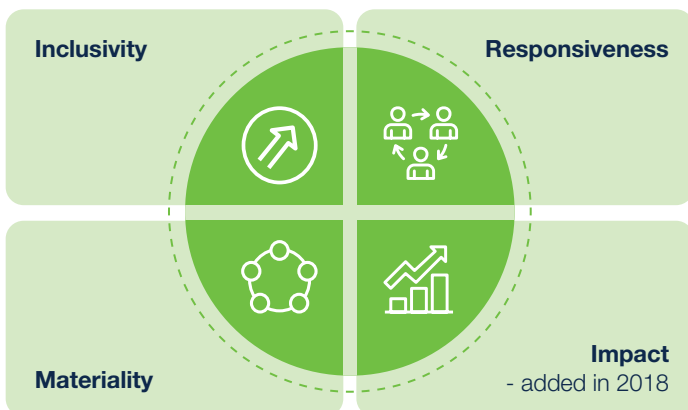 Inclusivity
Responsiveness
Materiality
Impact
- added in 2018